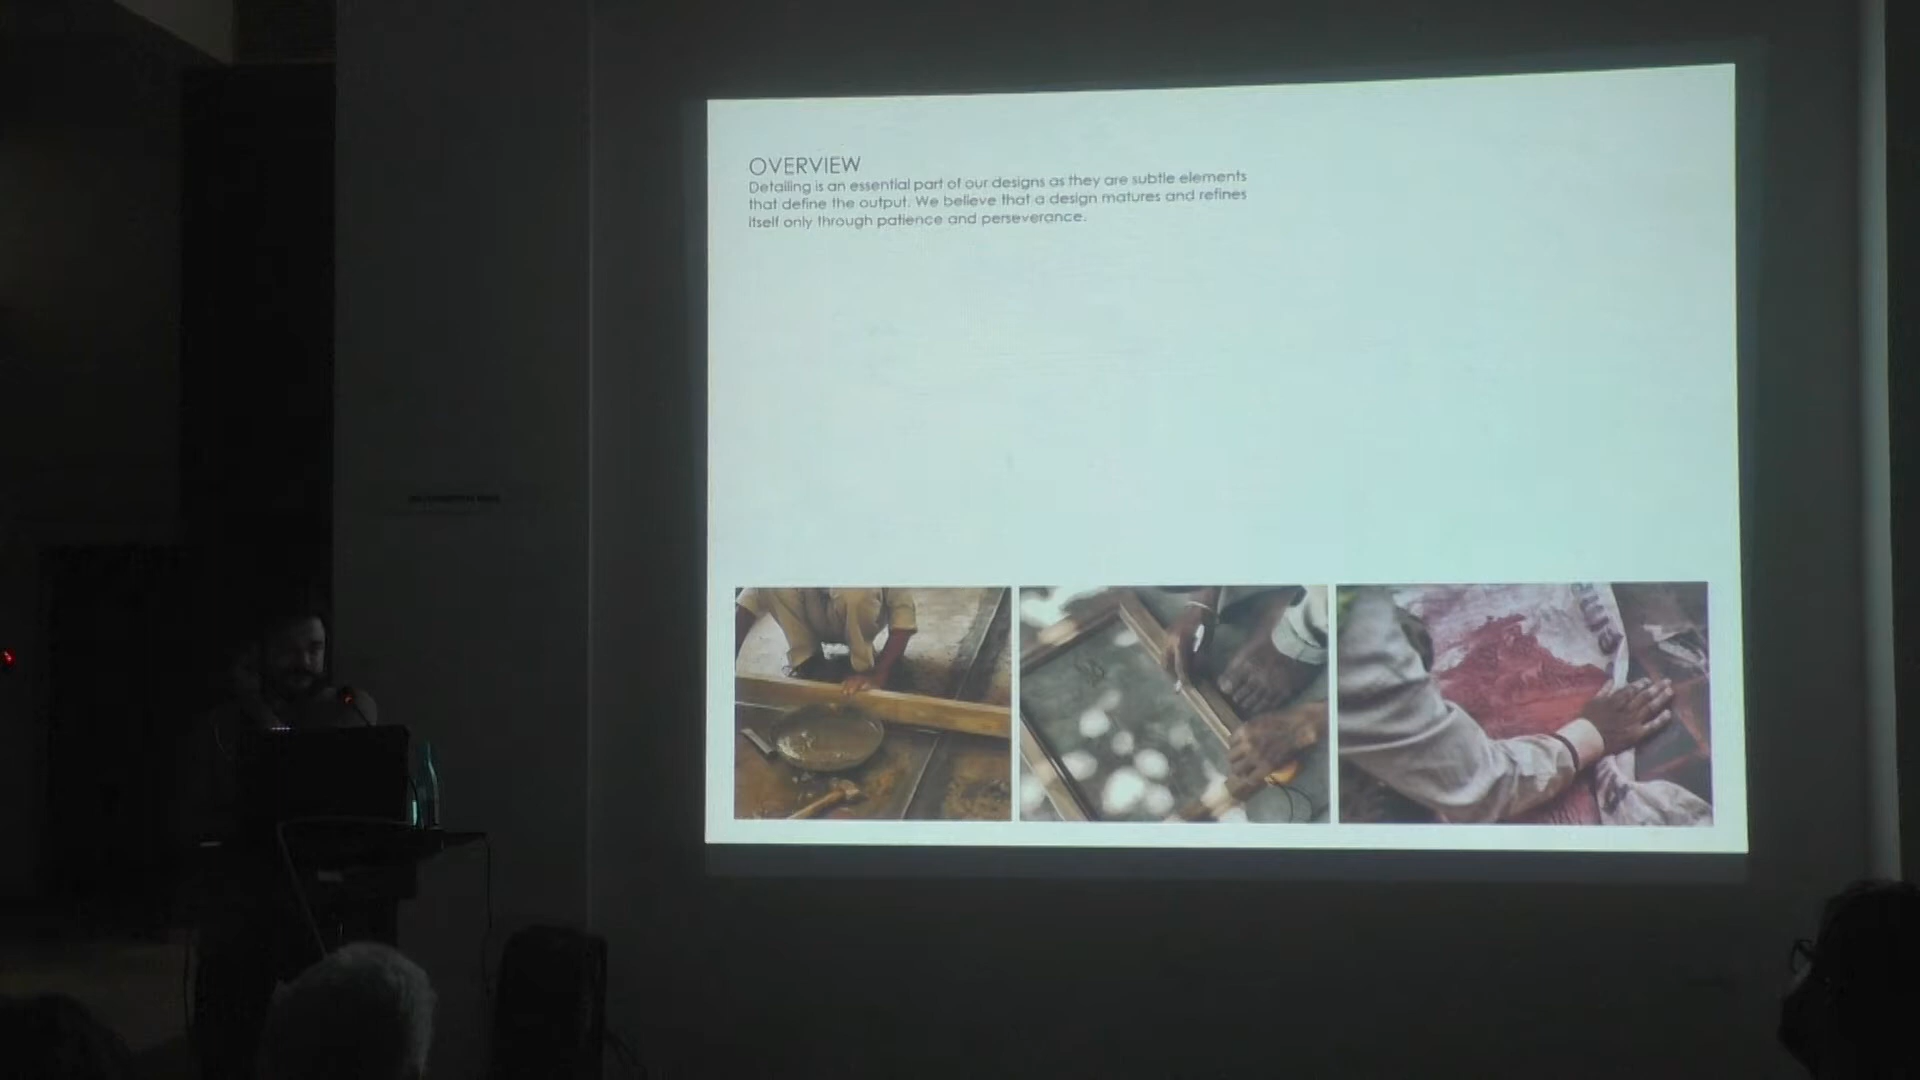 OVERVIEW
Detailing is an essential part of our designs as they are subtle elements
that define the output. We believe that a design matures and refines
itself only through patience and perseverance.